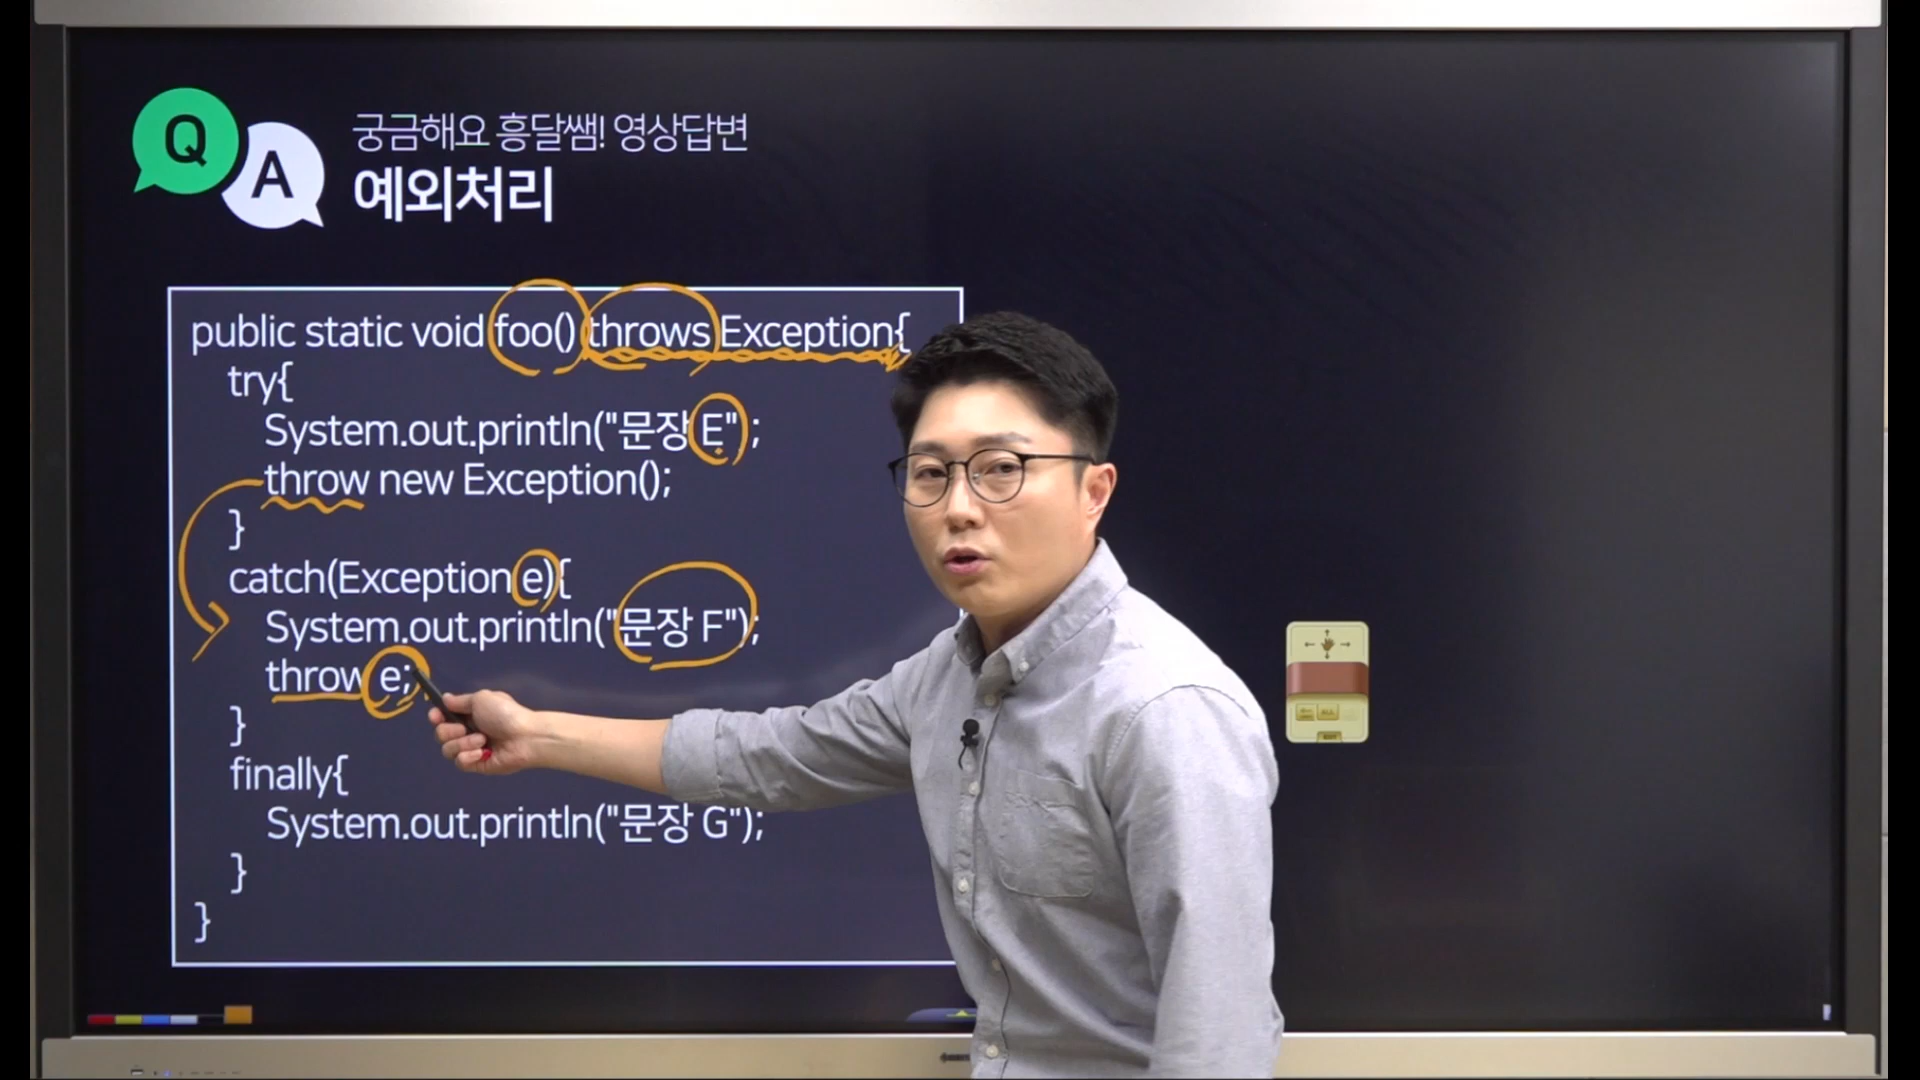 Q
A
궁금해요 흥달쌤! 영상답변
예외처리
public static void foo() throws Exception{
try{
System.out.println("문장 E" ;
throw new Exception();
}
catch(Exception e){
System.out.println("문장 F");
throw e;
}
finally{
System.out.println("문장 G");
}
}